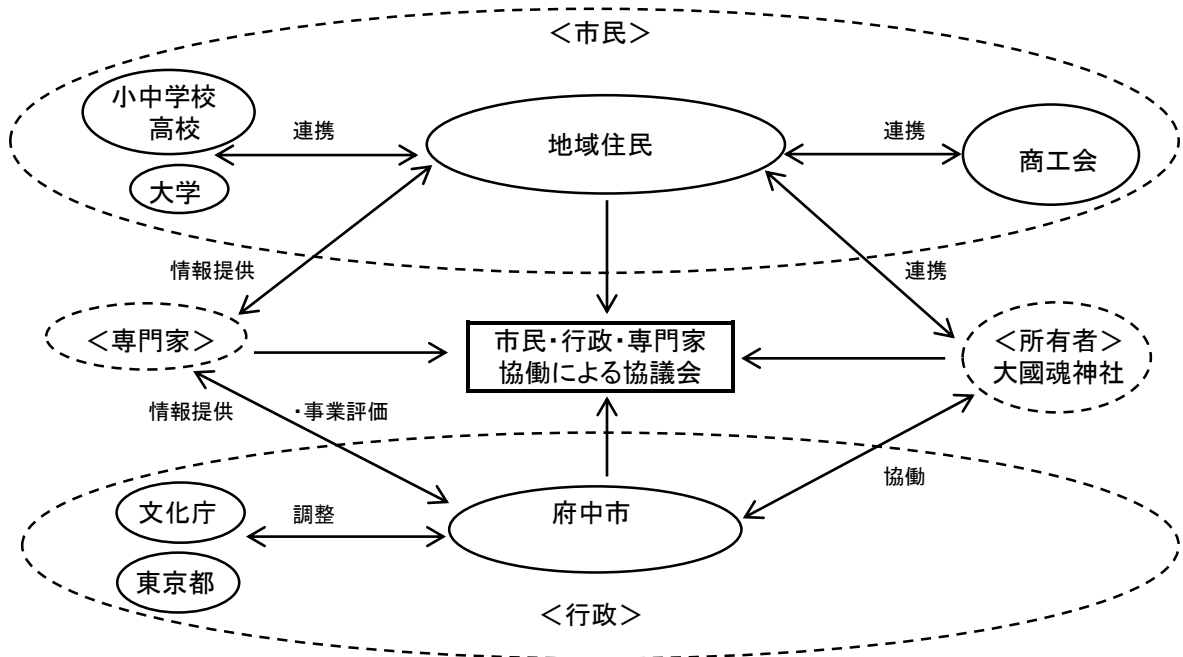 ＜市民＞
小中学校
高校
連携
地域住民
連携
商工会
大学
情報提供
連携
＜専門家＞
市民・行政・専門家
協働による協議会
＜所有者＞
大國魂神社
情報提供
・事業評価
協働
文化庁
調整
府中市
東京都
＜行政＞